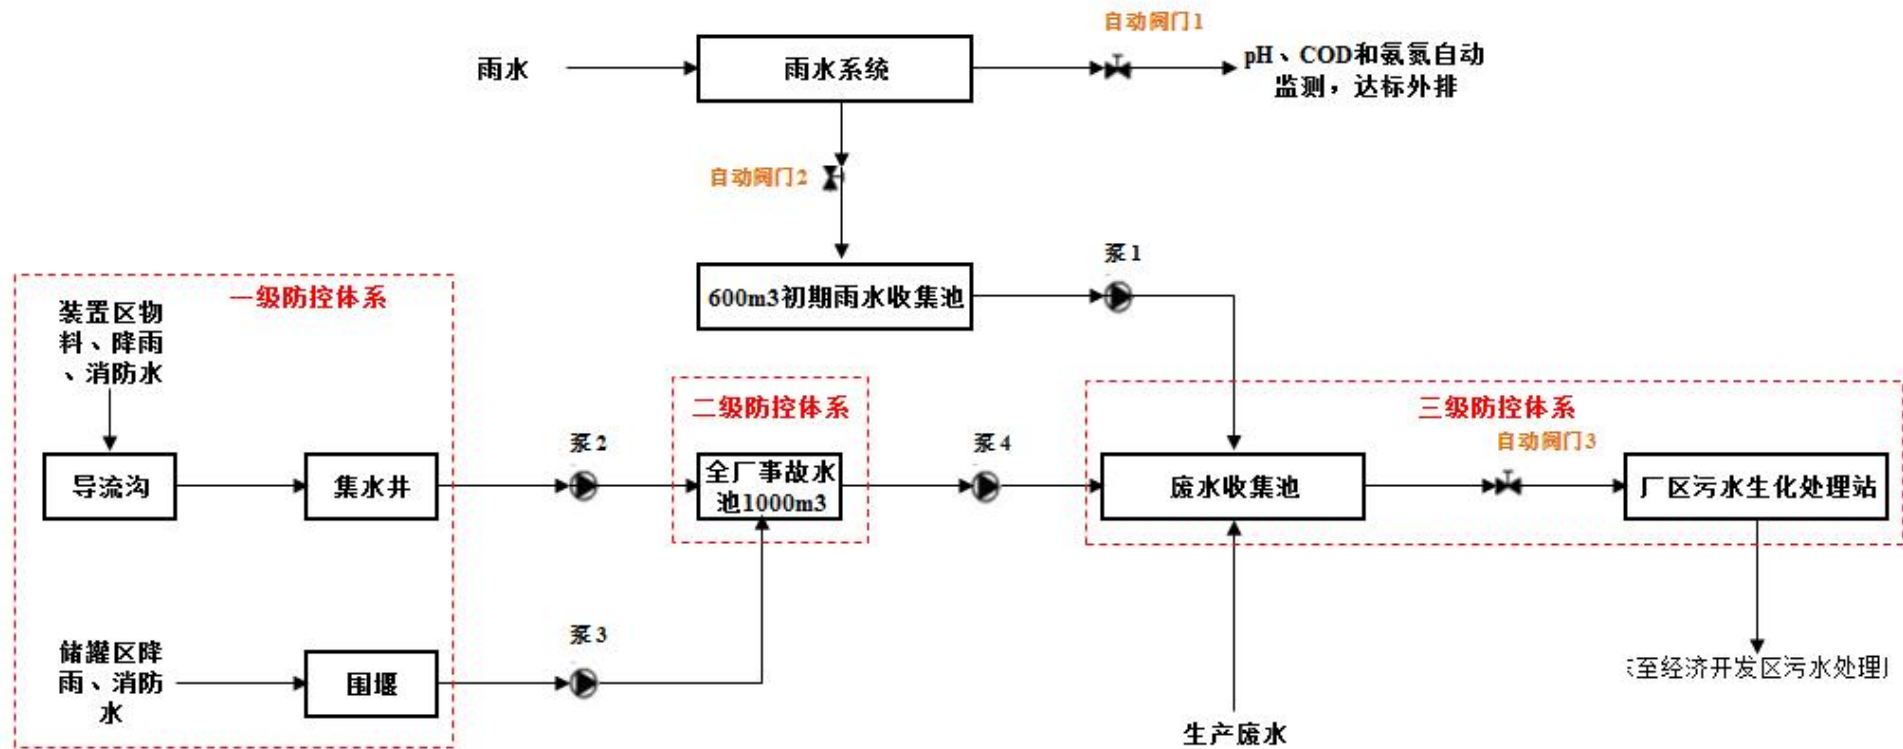 自动阀门1
雨水
雨水系统
pH、COD和氨氮自动
监测，达标外排
自动阀门2
泵1
600m3初期雨水收集池
一级防控体系
装置区物
料、降雨
、消防水
二级防控体系
三级防控体系
泵2
泵4
自动阀门3
导流沟
集水井
全厂事故水
池1000m3
废水收集池
厂区污水生化处理站
泵3
储罐区降
雨、消防
水
围堰
至经济开发区污水处理
生产废水